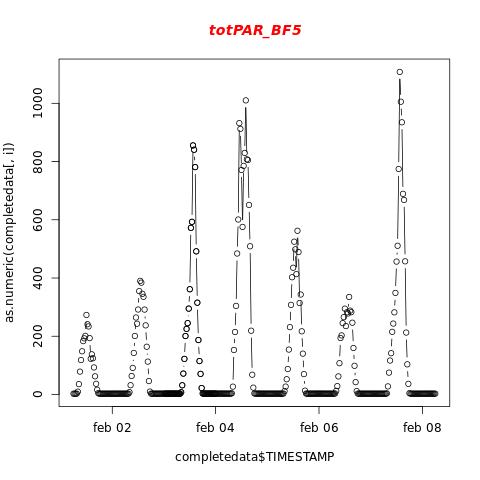 totPAR_BF5
as.numeric(completedata[, i])
1000
800
600
400
200
0
feb 02
feb 04
feb 06
feb 08
completedata$TIMESTAMP